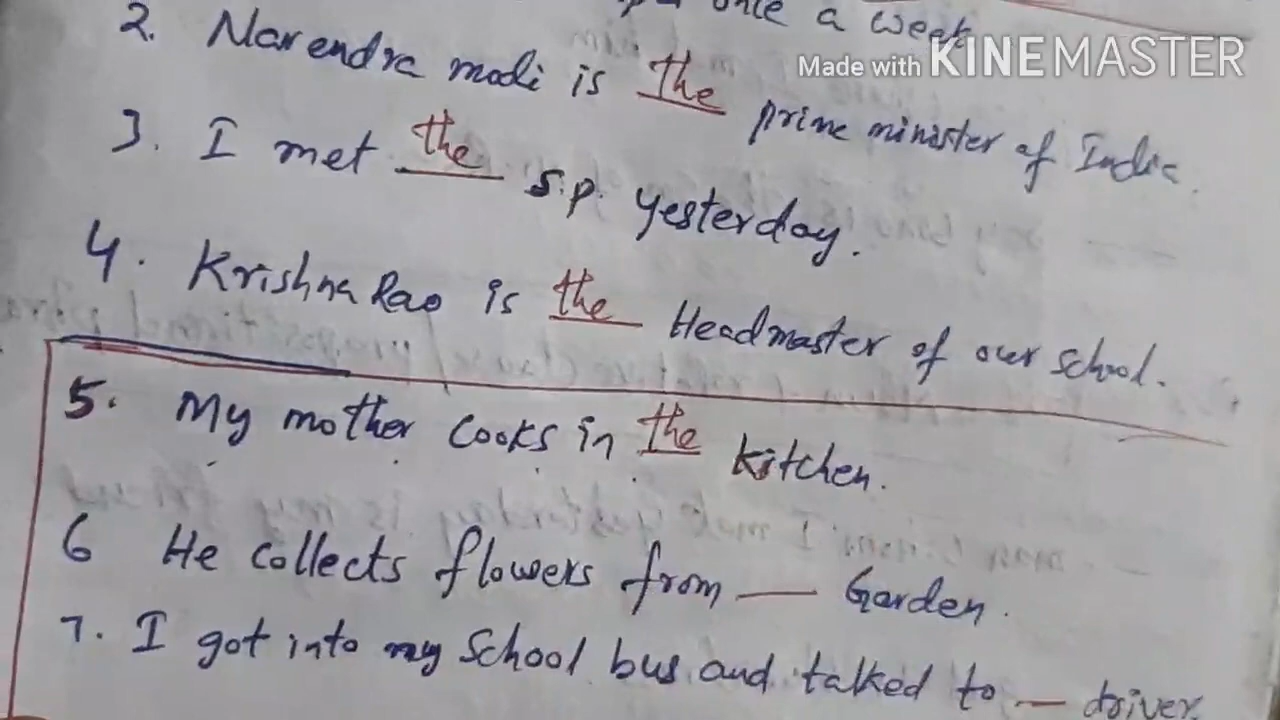 once a week
Made with KINEMASTER
2. Narendra modi is the prime minister of India.
3. I met the S.P. yesterday.
4. Krishna Rao is the Headmaster of our school.
5. My mother cooks in the kitchen.
6 He collects flowers from — Garden.
7. I got into my school bus and talked to — driver.